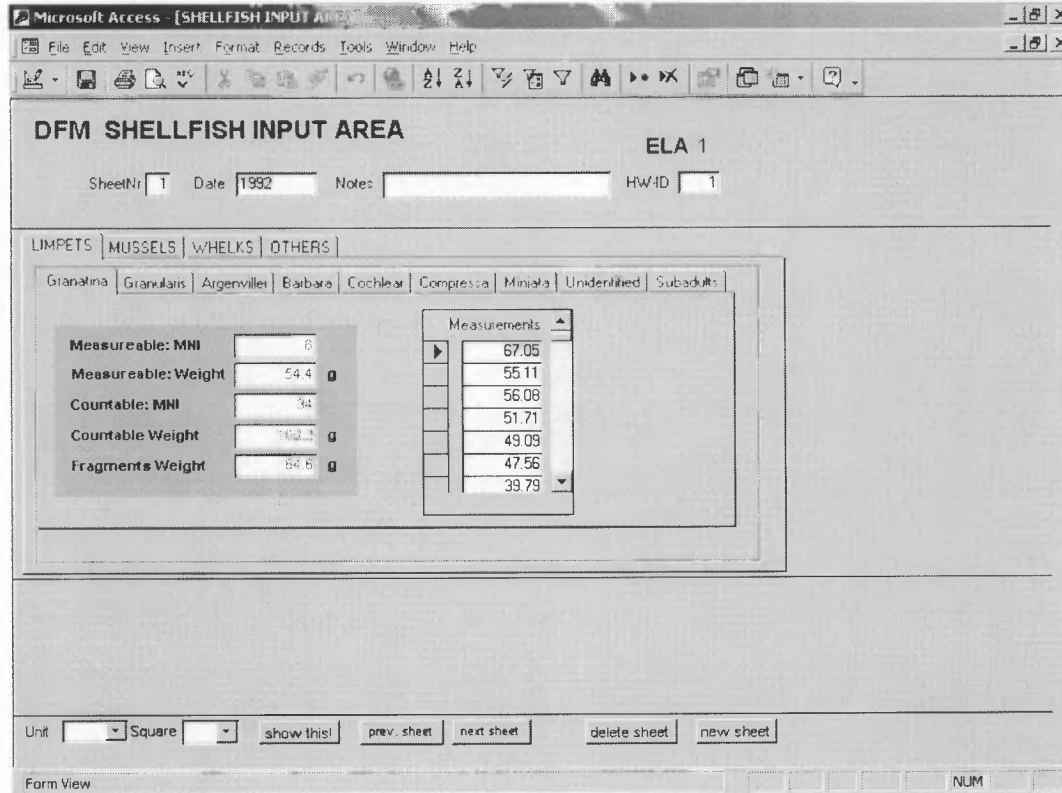 Microsoft Access - [SHELLFISH INPUT
File Edit View Insert Format Records Tools Window Help
DFM SHELLFISH INPUT AREA
ELA 1
SheetNr 1 Date 1992 Notes HW-ID 1
LIMPETS MUSSELS WHELKS OTHERS
Granatina Granularis Argenvillei Barbara Cochlear Compressa Miniata Unidentified Subadults
Measurements
Measureable: MNI
67.05
Measureable: Weight 54.4 g
55.11
56.08
Countable: MNI 34
51.71
Countable Weight g
49.09
Fragments Weight g
47.56
39.79
Unit Square show this! prev. sheet next sheet delete sheet new sheet
Form View NUM